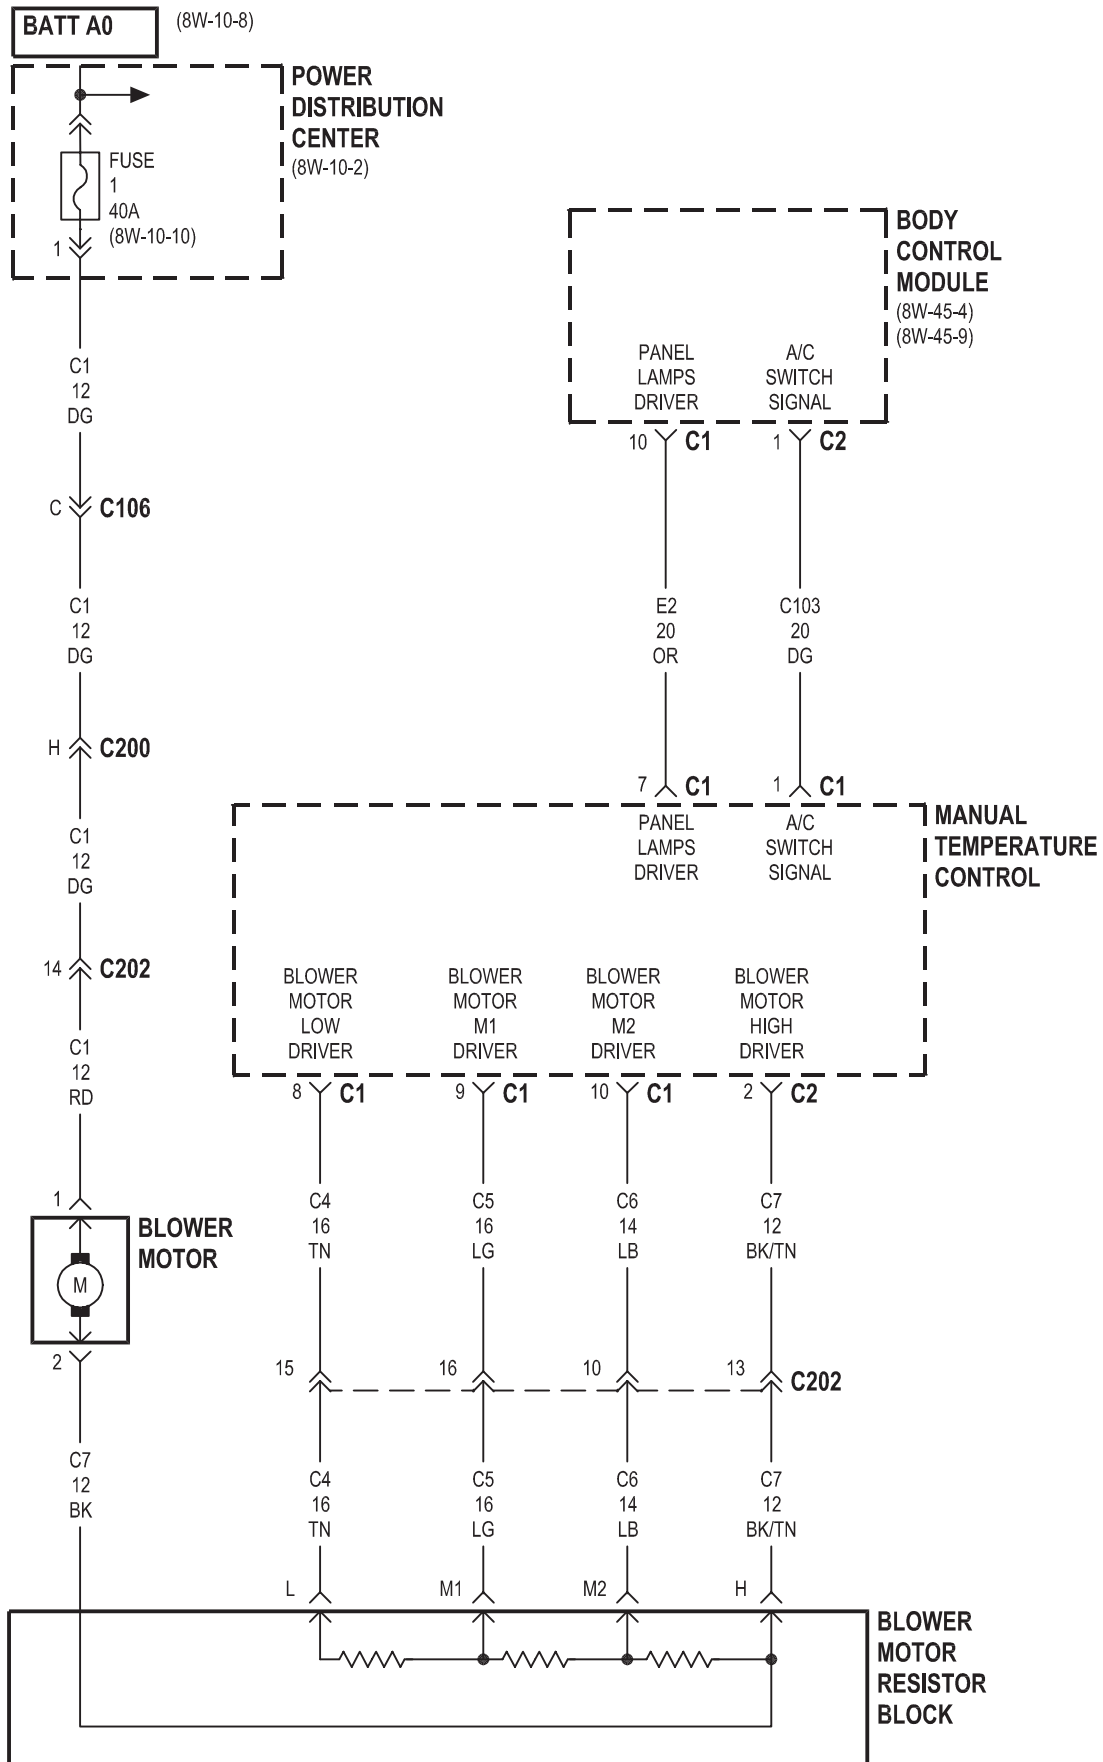 BATT A0
(8W-10-8)
POWER
DISTRIBUTION
CENTER
(8W-10-2)
FUSE
1
40A
(8W-10-10)
1
C1
12
DG
C C106
C1
12
DG
H C200
C1
12
DG
14 C202
C1
12
RD
1
BLOWER
MOTOR
M
2
C7
12
BK
BODY
CONTROL
MODULE
(8W-45-4)
(8W-45-9)
PANEL
LAMPS
DRIVER
A/C
SWITCH
SIGNAL
10 C1
1 C2
E2
20
OR
C103
20
DG
7 C1
1 C1
MANUAL
TEMPERATURE
CONTROL
PANEL
LAMPS
DRIVER
A/C
SWITCH
SIGNAL
BLOWER
MOTOR
LOW
DRIVER
BLOWER
MOTOR
M1
DRIVER
BLOWER
MOTOR
M2
DRIVER
BLOWER
MOTOR
HIGH
DRIVER
8 C1
9 C1
10 C1
2 C2
C4
16
TN
C5
16
LG
C6
14
LB
C7
12
BK/TN
15
16
10
13
C202
C4
16
TN
C5
16
LG
C6
14
LB
C7
12
BK/TN
L
M1
M2
H
BLOWER
MOTOR
RESISTOR
BLOCK